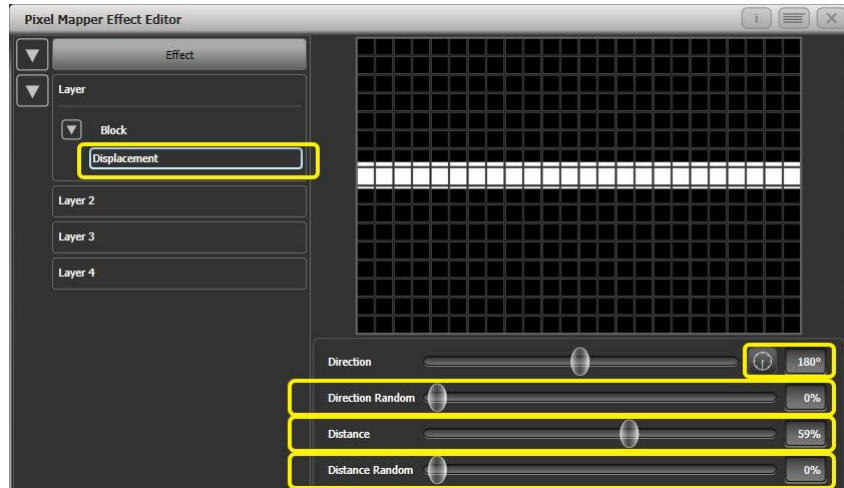 Pixel Mapper Effect Editor
i
Effect
Layer
Block
Displacement
Layer 2
Layer 3
Layer 4
Direction 180º
Direction Random 0%
Distance 59%
Distance Random 0%